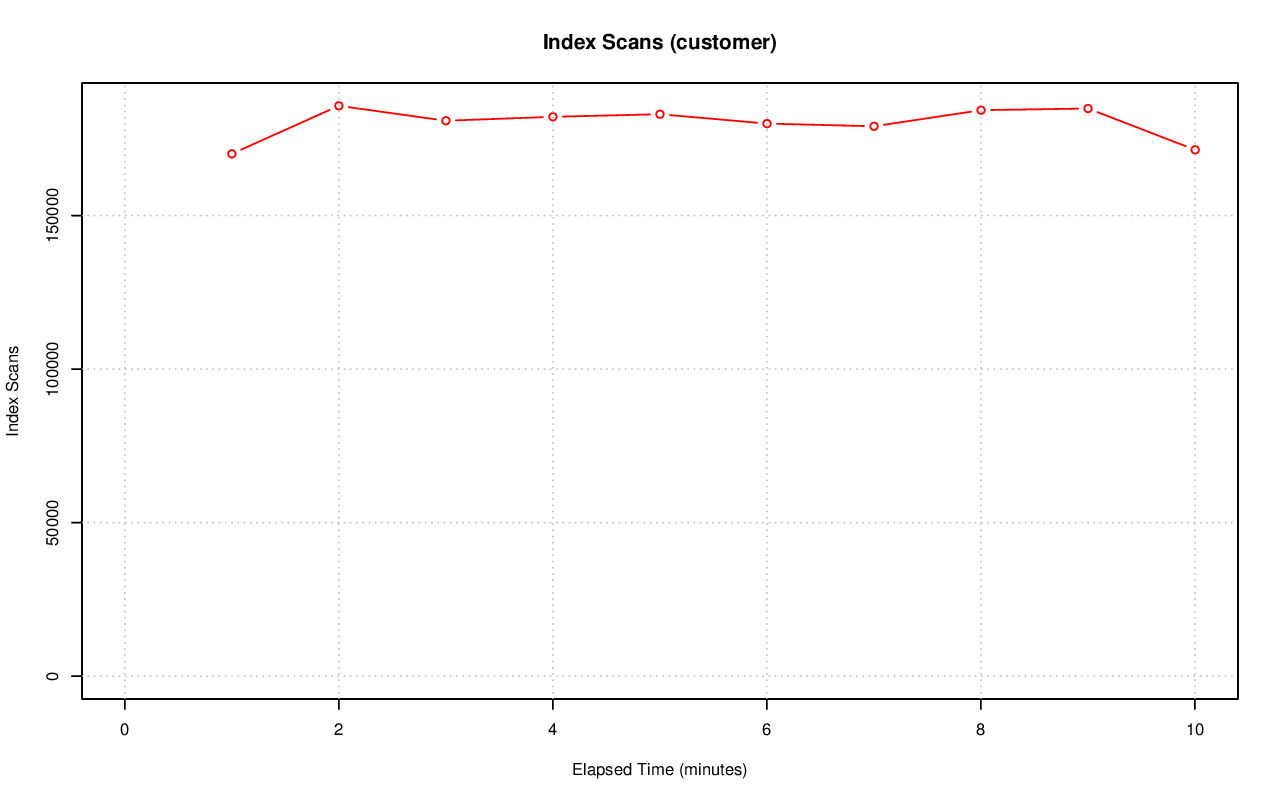 Index Scans (customer)
Index Scans
150000
100000
50000
0
0 2 4 6 8 10
Elapsed Time (minutes)